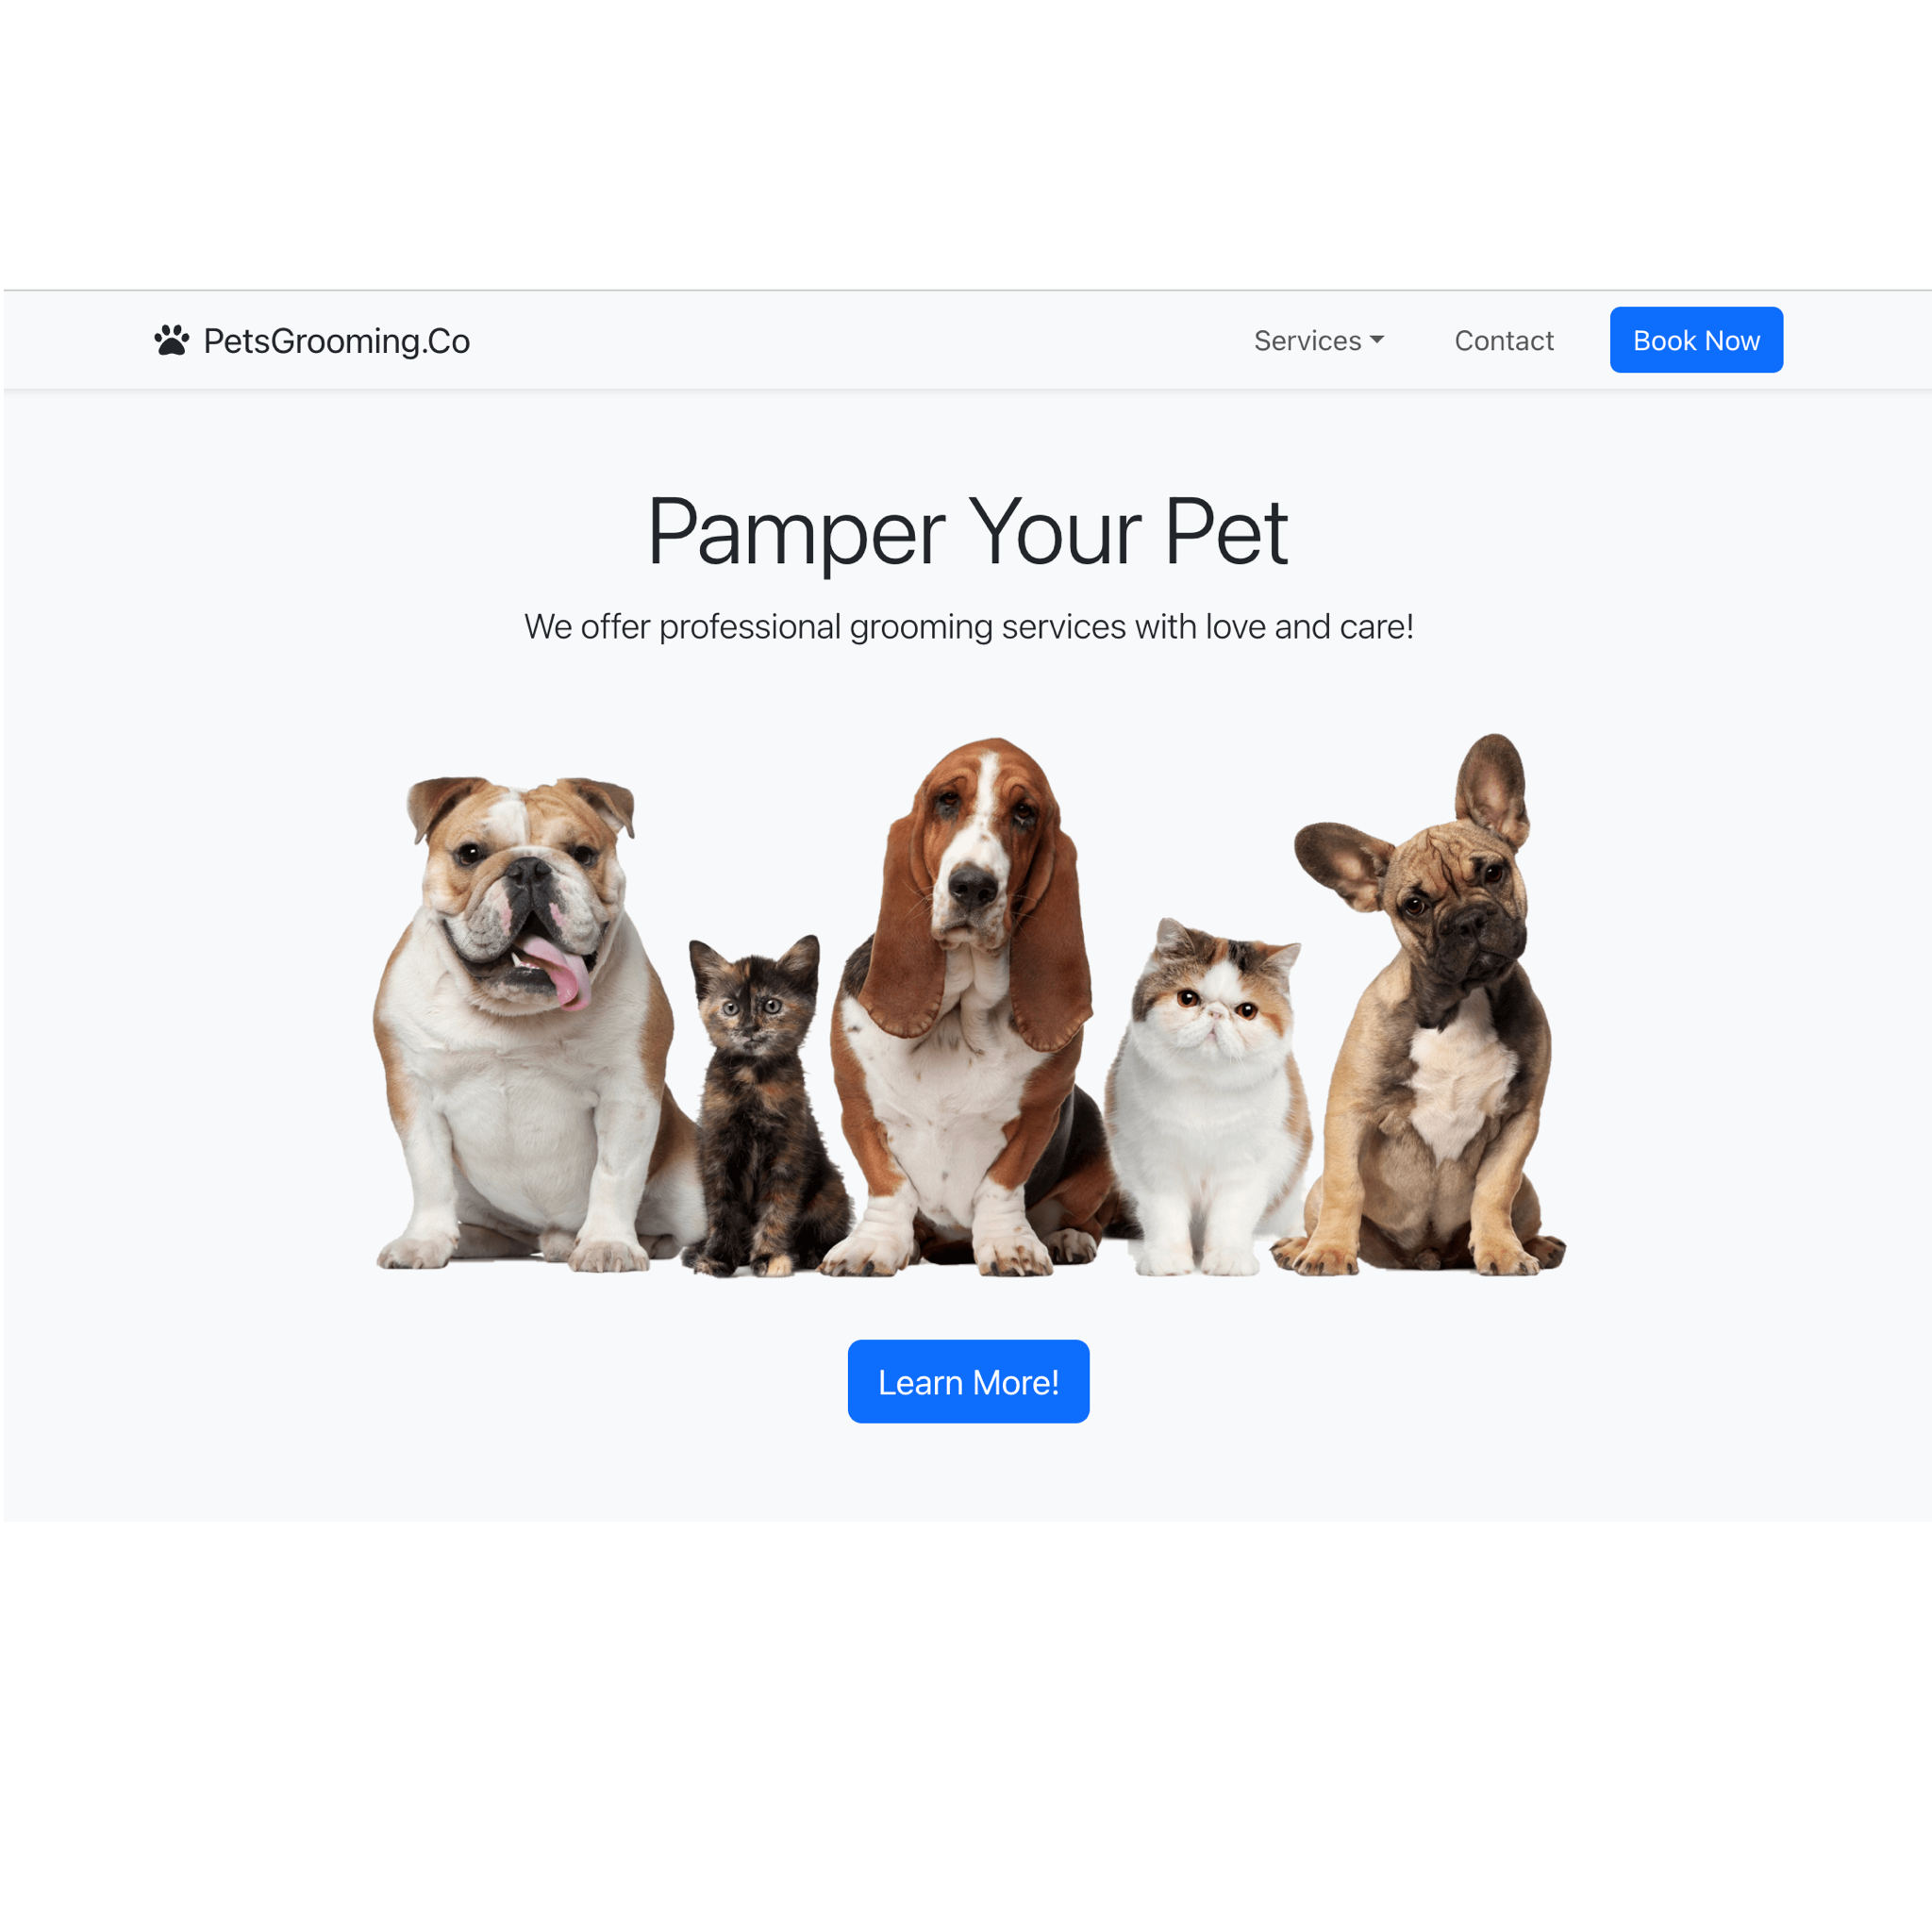 PetsGrooming.Co
Services
Contact
Book Now
Pamper Your Pet
We offer professional grooming services with love and care!
Learn More!